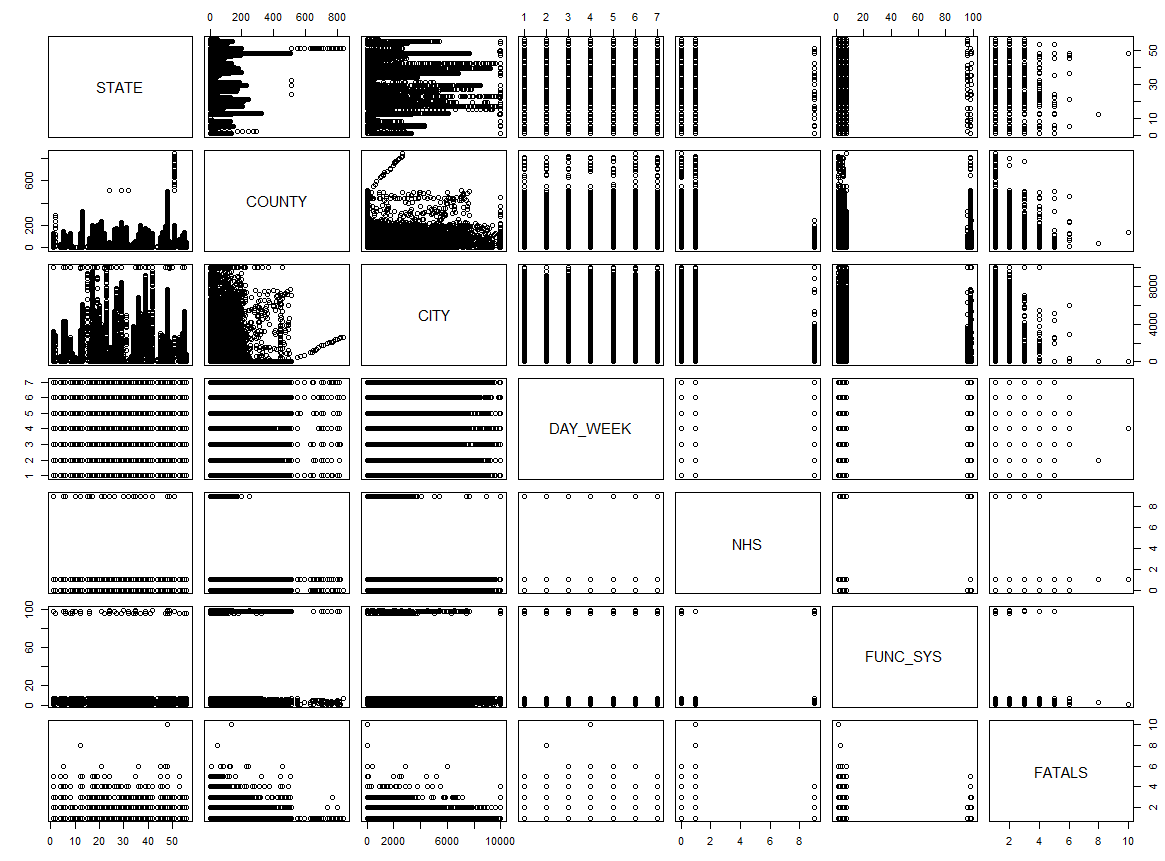 0 200 400 600 800 1 2 3 4 5 6 7 0 20 40 60 80 100
STATE 0 10 30 50
0 200 600 COUNTY
CITY 0 4000 8000
1 2 3 4 5 6 7 DAY_WEEK
NHS 0 2 4 6 8
0 20 60 100 FUNC_SYS
FATALS 2 4 6 8 10
0 10 20 30 40 50 0 2000 6000 10000 0 2 4 6 8 2 4 6 8 10